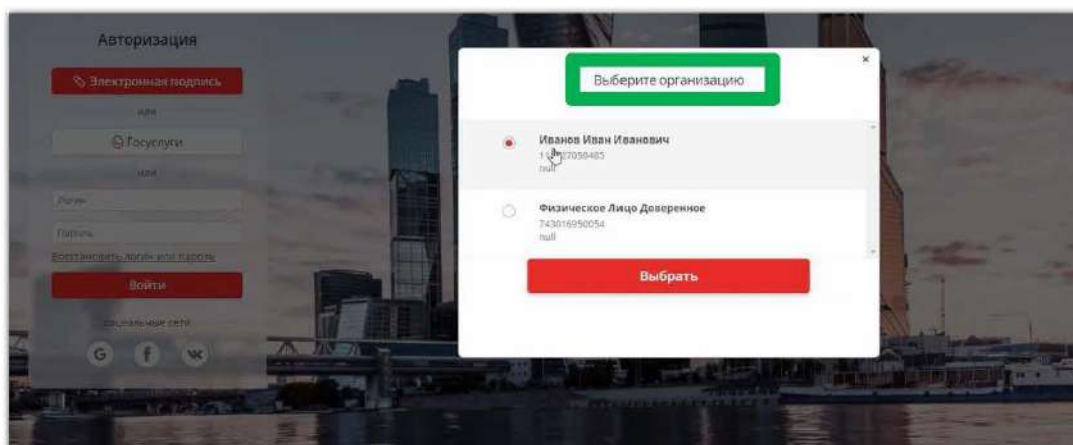 Авторизация
Электронная подпись
или
Госуслуги
или
Логин
Пароль
Восстановить логин или пароль
Войти
социальные сети
G f
Выберите организацию
×
Иванов Иван Иванович
null
Физическое Лицо Доверенное
743016950054
null
Выбрать